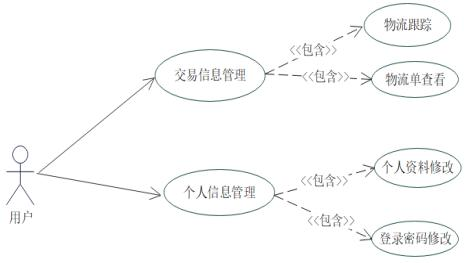 物流跟踪
<<包含>>
交易信息管理
<<包含>>
物流单查看
个人资料修改
<<包含>>
个人信息管理
用户
<<包含>>
登录密码修改